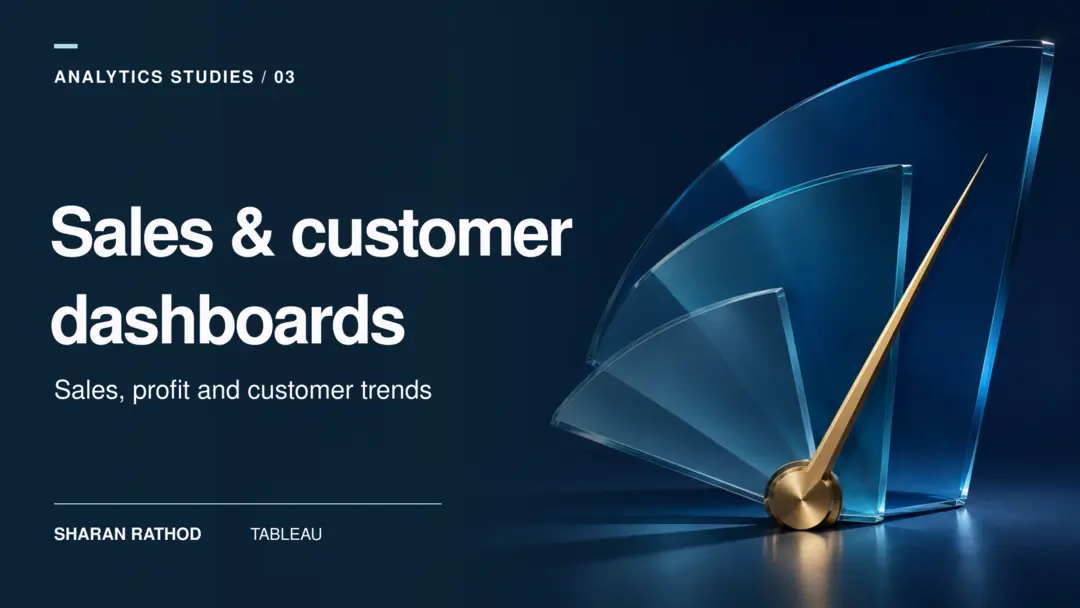 ANALYTICS STUDIES / 03
Sales & customer
dashboards
Sales, profit and customer trends
SHARAN RATHOD TABLEAU